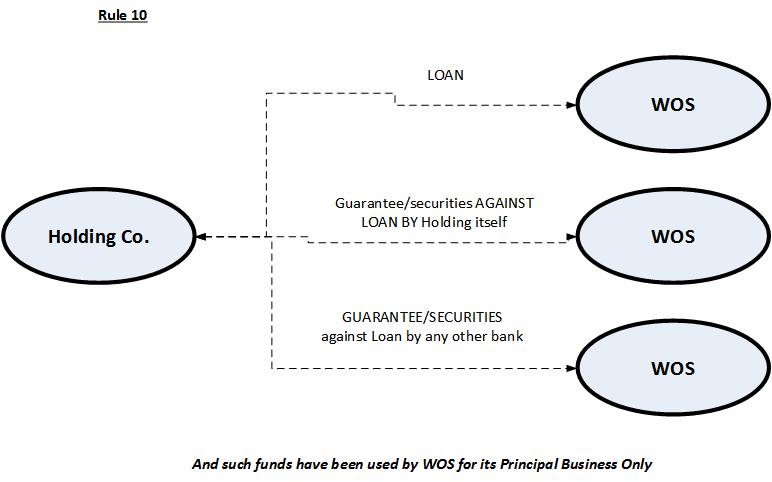 Rule 10
LOAN
WOS
Guarantee/securities AGAINST
LOAN BY Holding itself
Holding Co.
WOS
GUARANTEE/SECURITIES
against Loan by any other bank
WOS
And such funds have been used by WOS for its Principal Business Only